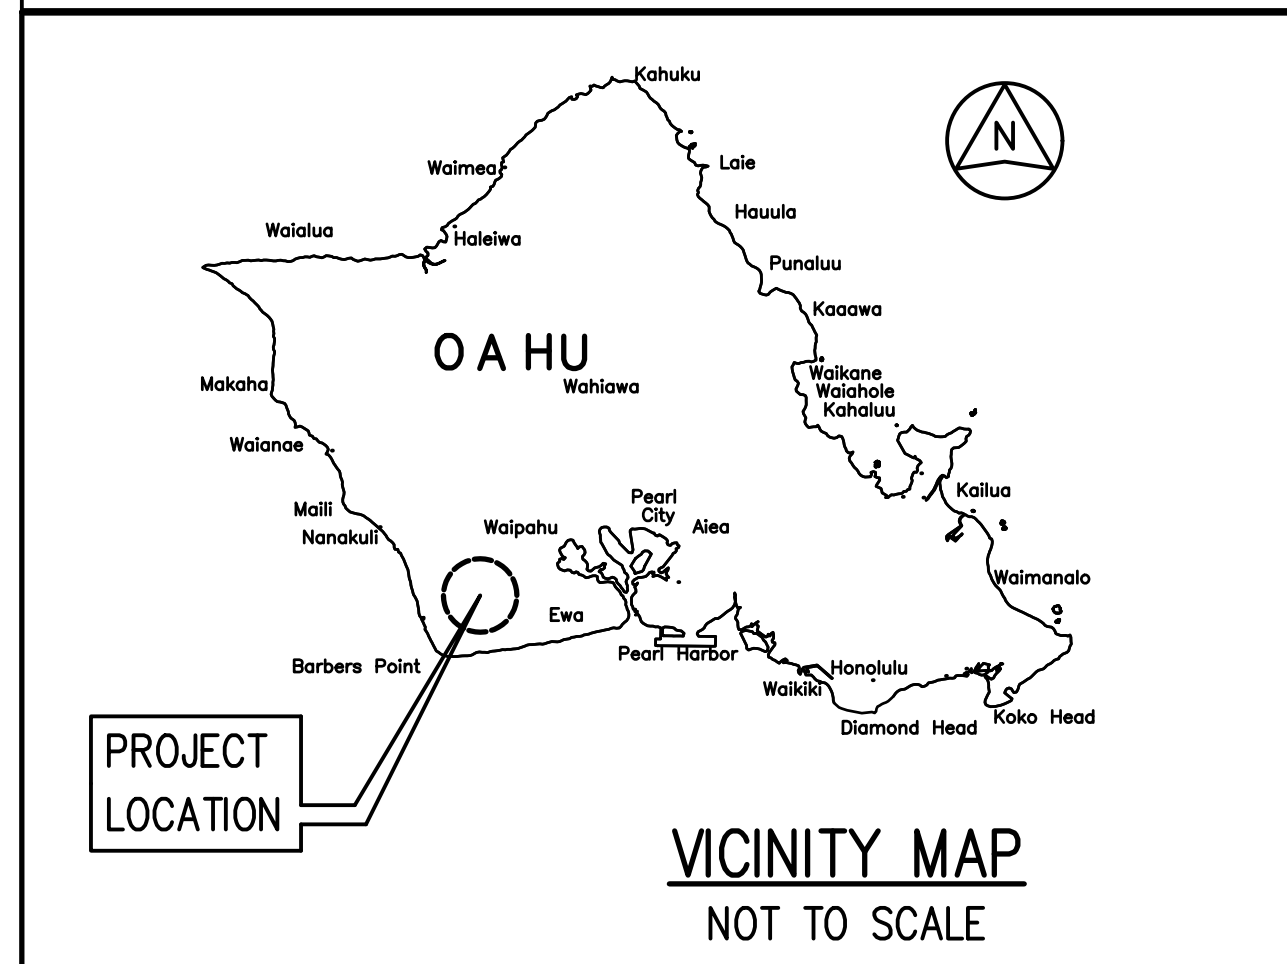 Kahuku
N
Laie
Waimea
Hauula
Waialua
Haleiwa
Punaluu
Kaaawa
OAHU
Waikane
Makaha
Wahiawa
Waiahole
Kahaluu
Waianae
Kailua
Pearl
City
Maili
Waipahu
Aiea
Nanakuli
Waimanalo
Ewa
Pearl Harbor
Barbers Point
Honolulu
Waikiki
Koko Head
Diamond Head
PROJECT
LOCATION
VICINITY MAP
NOT TO SCALE